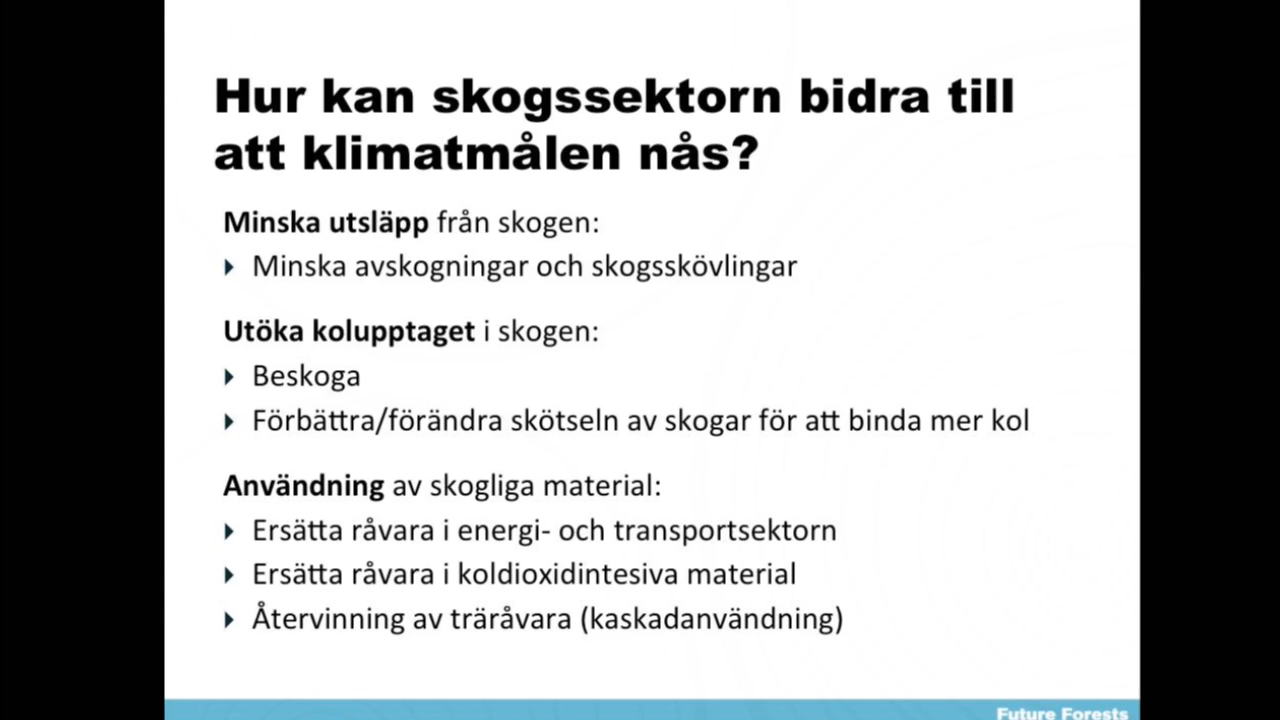 Hur kan skogssektorn bidra till
att klimatmålen nås?
Minska utsläpp från skogen:
Minska avskogningar och skogsskövlingar
Utöka kolupptaget i skogen:
Beskoga
Förbättra/förändra skötseln av skogar för att binda mer kol
Användning av skogliga material:
Ersätta råvara i energi- och transportsektorn
Ersätta råvara i koldioxidintesiva material
Återvinning av träråvara (kaskadanvändning)
Future Forests